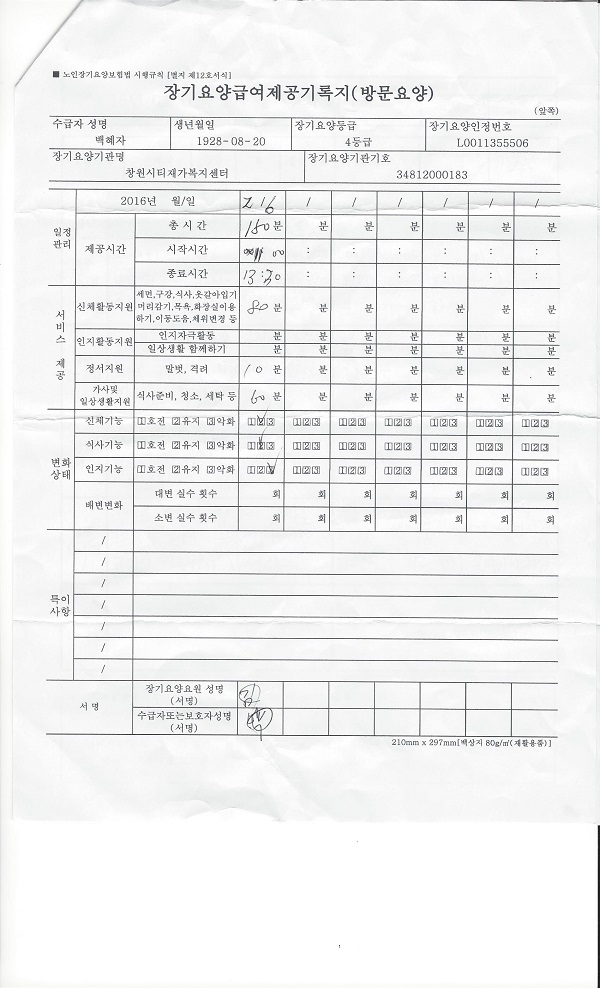 ■ 노인장기요양보험법 시행규칙 [별지 제12호서식]
장기요양급여제공기록지(방문요양)
(앞쪽)
수급자 성명 생년월일 장기요양등급 장기요양인정번호
백혜자 1928-08-20 4등급 L0011355506
장기요양기관명 장기요양기관기호
창원시티재가복지센터 34812000183
일정관리 2016년 월/일 2/6 / / / / / /
제공시간 총 시 간 150분 분 분 분 분 분 분
시작시간 11 00 : : : : : :
종료시간 13:30 : : : : : :
서비스 제공
신체활동지원 세면,구강,식사,옷갈아입기
머리감기,목욕,화장실이용
하기,이동도움,체위변경 등 80분 분 분 분 분 분 분
인지활동지원 인지자극활동 분 분 분 분 분 분 분
일상생활 함께하기 분 분 분 분 분 분 분
정서지원 말벗, 격려 10분 분 분 분 분 분 분
가사및
일상생활지원 식사준비, 청소, 세탁 등 60분 분 분 분 분 분 분
변화상태
신체기능 1호전 2유지 3악화 123 123 123 123 123 123 123
식사기능 1호전 2유지 3악화 123 123 123 123 123 123 123
인지기능 1호전 2유지 3악화 123 123 123 123 123 123 123
배변변화 대변 실수 횟수 회 회 회 회 회 회 회
소변 실수 횟수 회 회 회 회 회 회 회
특이사항
/
/
/
/
/
/
/
서 명 장기요양요원 성명
(서명)
수급자또는보호자성명
(서명)
210mm x 297mm[백상지 80g/㎡(재활용품)]